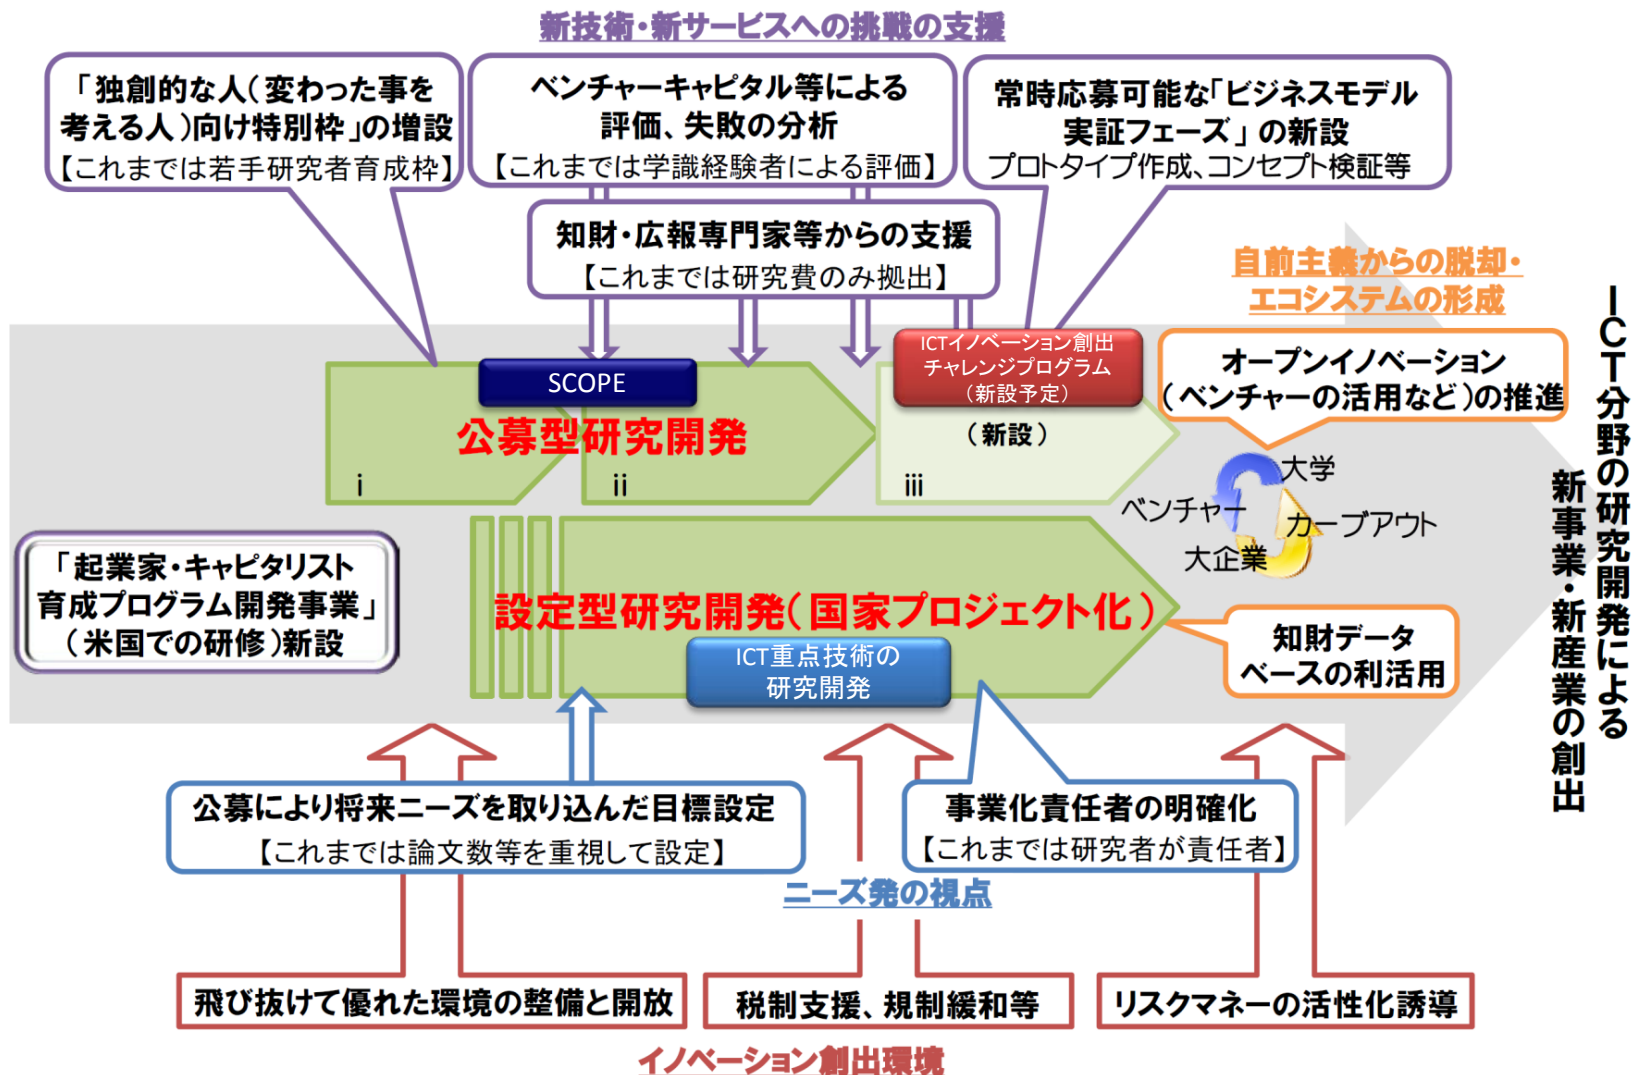 新技術・新サービスへの挑戦の支援
「独創的な人（変わった事を
考える人）向け特別枠」の増設
【これまでは若手研究者育成枠】
ベンチャーキャピタル等による
評価、失敗の分析
【これまでは学識経験者による評価】
常時応募可能な「ビジネスモデル
実証フェーズ」の新設
プロトタイプ作成、コンセプト検証等
知財・広報専門家等からの支援
【これまでは研究費のみ拠出】
自前主義からの脱却・
エコシステムの形成
SCOPE
ICTイノベーション創出
チャレンジプログラム
（新設予定）
オープンイノベーション
（ベンチャーの活用など）の推進
公募型研究開発
（新設）
i
ii
iii
大学
ベンチャー
カーブアウト
大企業
「起業家・キャピタリスト
育成プログラム開発事業」
（米国での研修）新設
設定型研究開発（国家プロジェクト化）
ICT重点技術の
研究開発
知財データ
ベースの利活用
ICT分野の研究開発による
新事業・新産業の創出
公募により将来ニーズを取り込んだ目標設定
【これまでは論文数等を重視して設定】
事業化責任者の明確化
【これまでは研究者が責任者】
ニーズ発の視点
飛び抜けて優れた環境の整備と開放
税制支援、規制緩和等
リスクマネーの活性化誘導
イノベーション創出環境